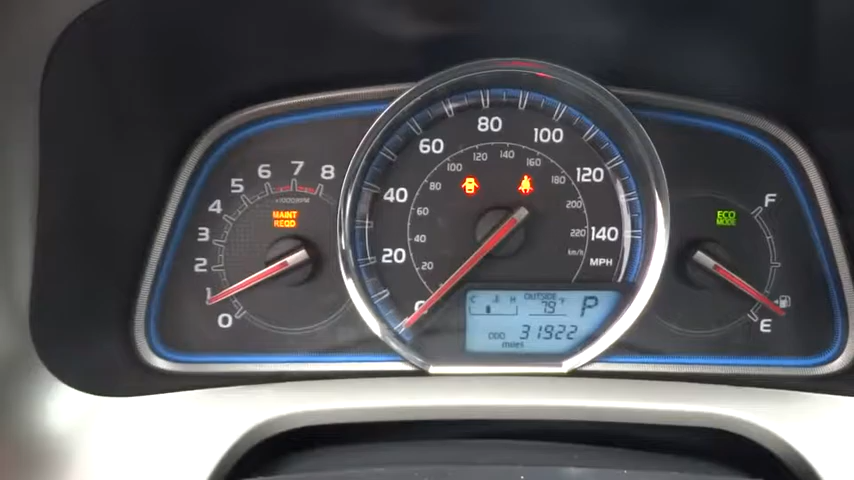 0
1
2
3
4
5
6
7
8
×1000RPM
MAINT
REQD
0
20
40
60
80
100
120
140
MPH
20
40
60
80
100
120
140
160
180
200
220
km/h
C H
OUTSIDE
79°F
P
ODO 31922
miles
ECO
MODE
F
E